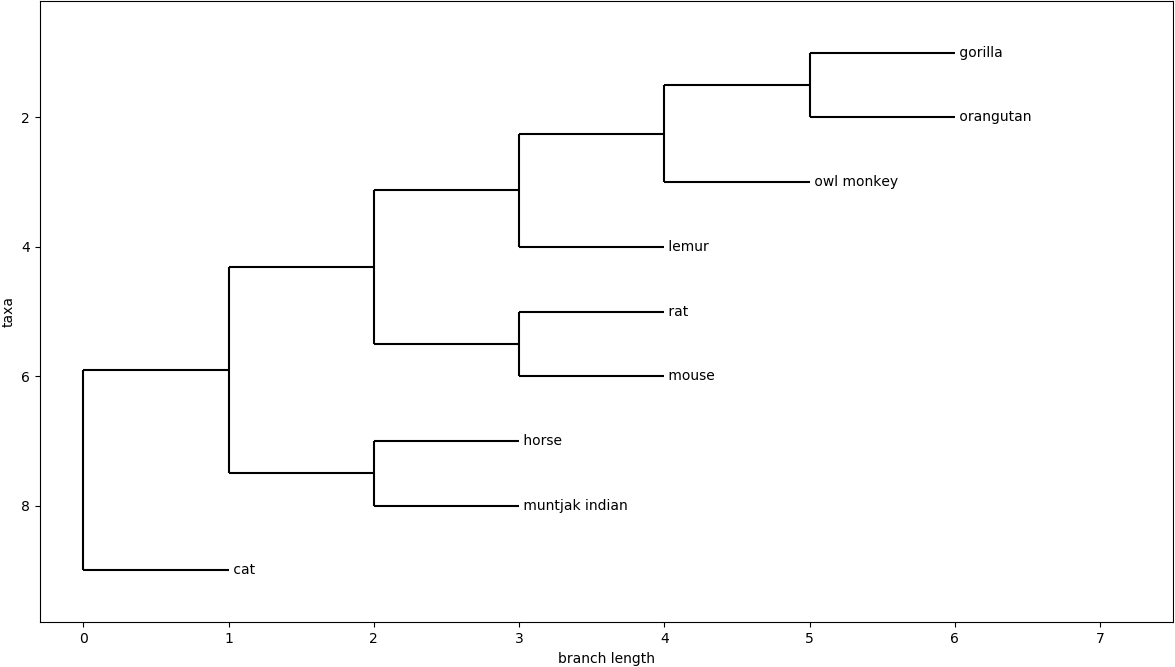 gorilla
2 orangutan
owl monkey
4 lemur
rat
taxa
6 mouse
horse
8 muntjak indian
cat
0 1 2 3 4 5 6 7
branch length